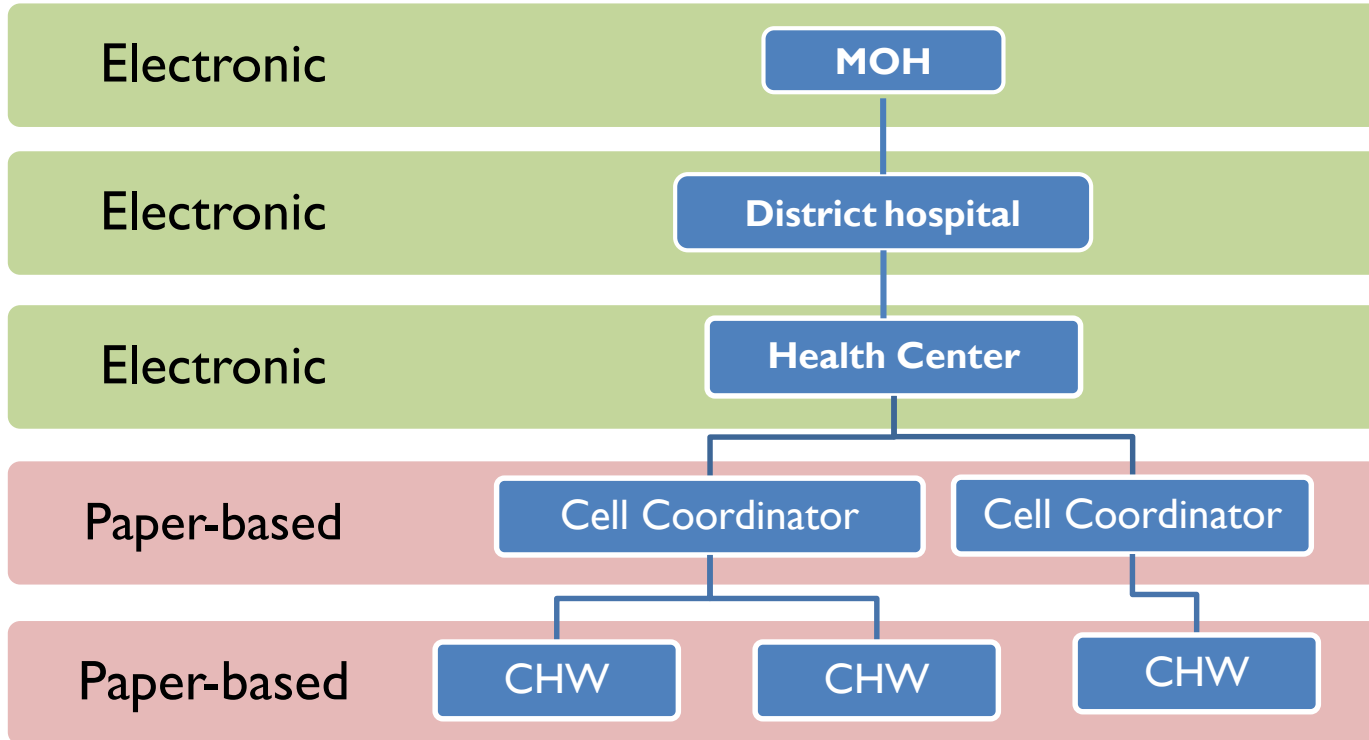 Electronic
MOH
Electronic
District hospital
Electronic
Health Center
Paper-based
Cell Coordinator
Cell Coordinator
Paper-based
CHW
CHW
CHW